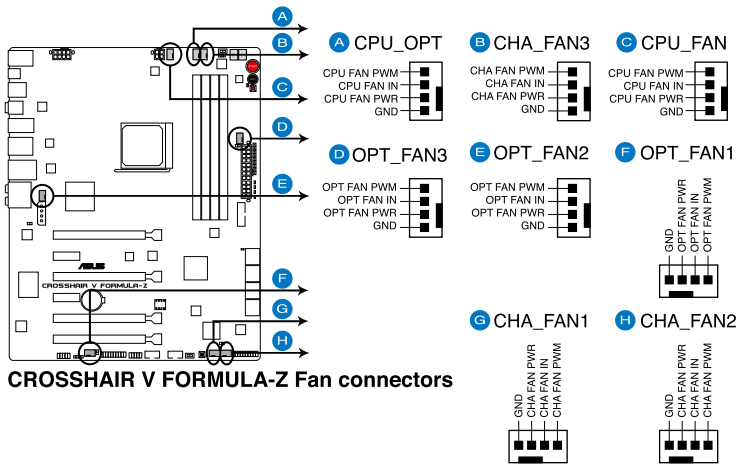 A
B
C
D
E
F
G
H
ASUS
CROSSHAIR V FORMULA-Z
CROSSHAIR V FORMULA-Z Fan connectors
A CPU_OPT
CPU FAN PWM
CPU FAN IN
CPU FAN PWR
GND
B CHA_FAN3
CHA FAN PWM
CHA FAN IN
CHA FAN PWR
GND
C CPU_FAN
CPU FAN PWM
CPU FAN IN
CPU FAN PWR
GND
D OPT_FAN3
OPT FAN PWM
OPT FAN IN
OPT FAN PWR
GND
E OPT_FAN2
OPT FAN PWM
OPT FAN IN
OPT FAN PWR
GND
F OPT_FAN1
GND
OPT FAN PWR
OPT FAN IN
OPT FAN PWM
G CHA_FAN1
GND
CHA FAN PWR
CHA FAN IN
CHA FAN PWM
H CHA_FAN2
GND
CHA FAN PWR
CHA FAN IN
CHA FAN PWM